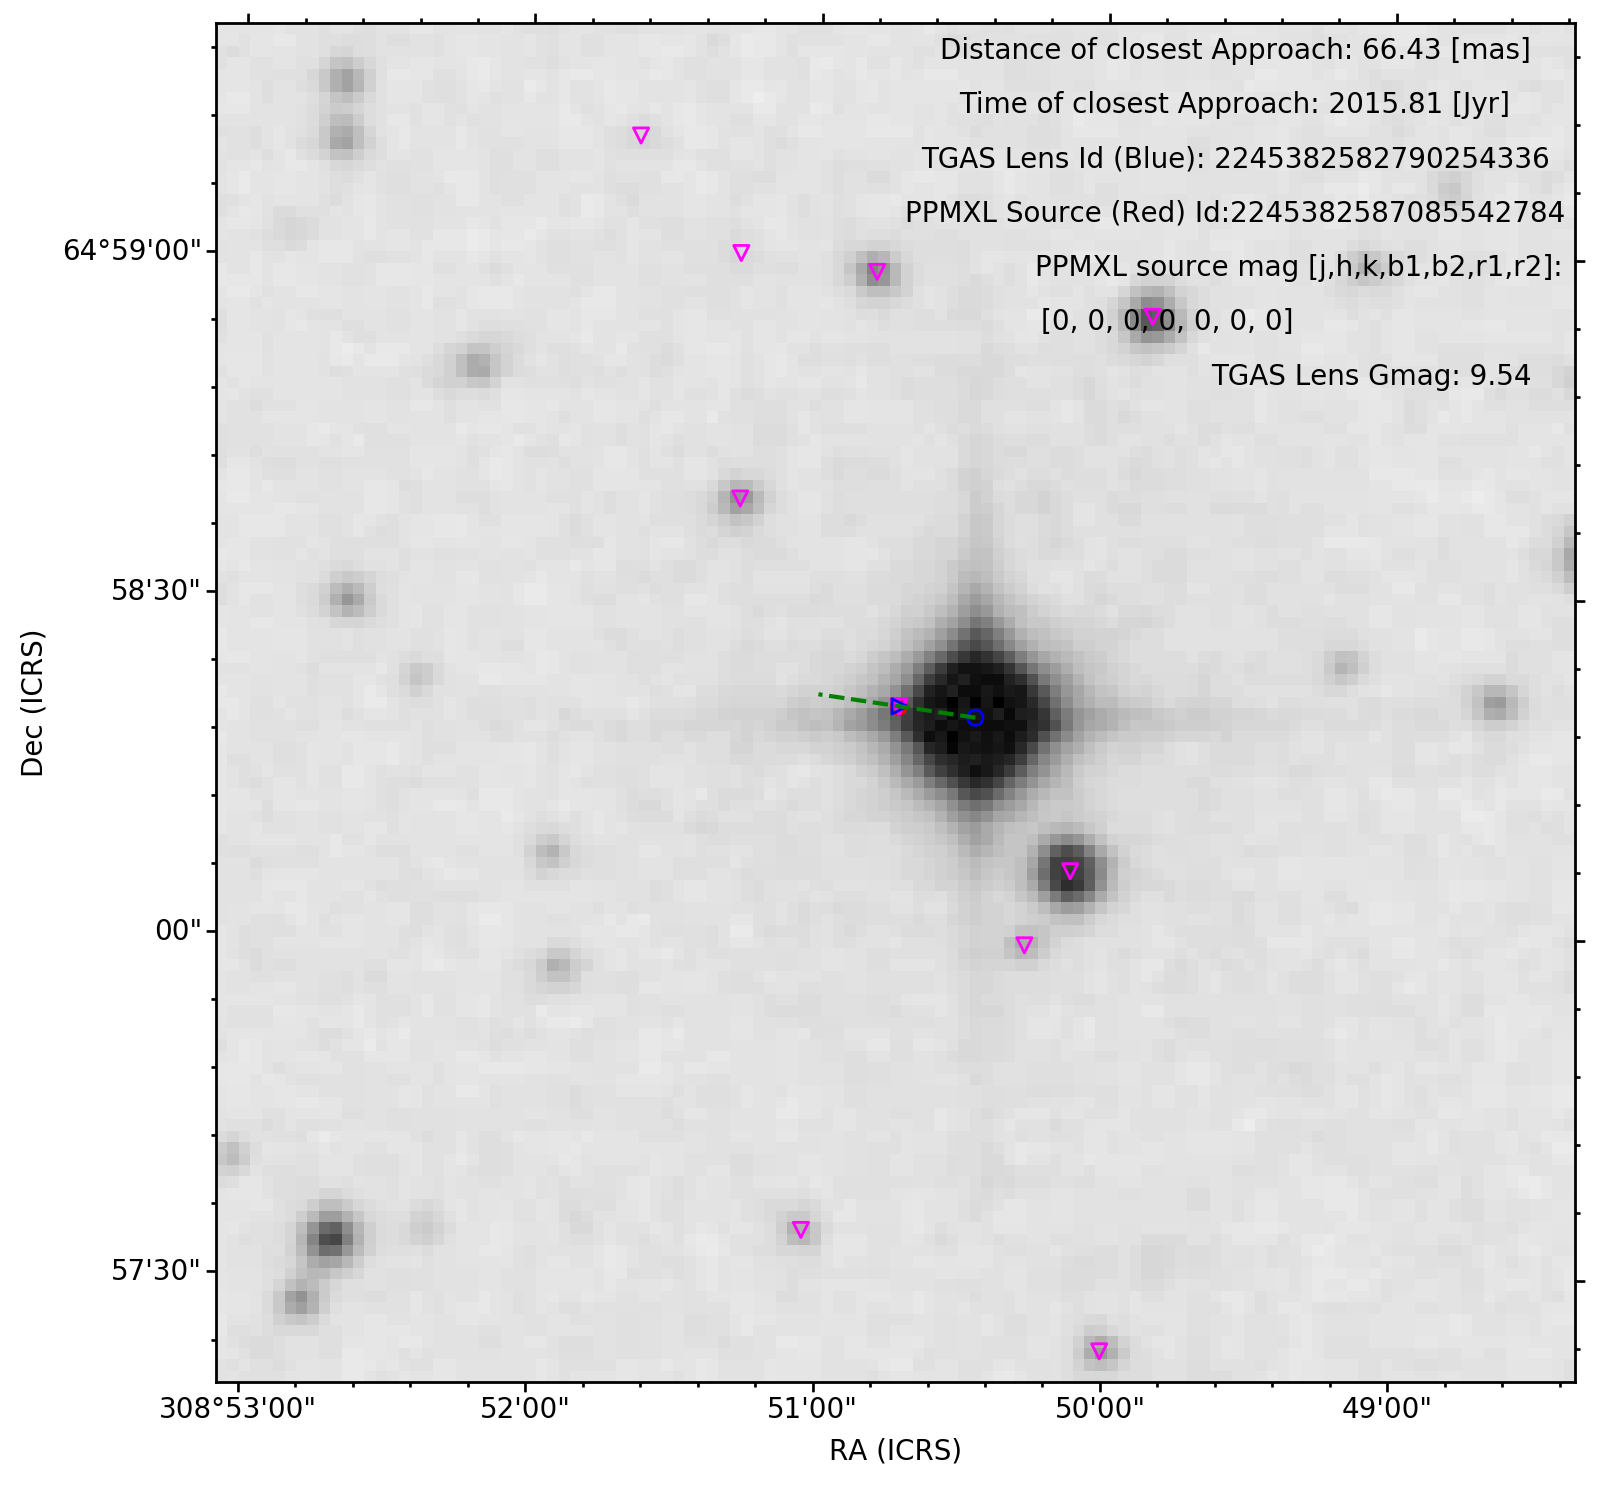 Distance of closest Approach: 66.43 [mas]
Time of closest Approach: 2015.81 [Jyr]
TGAS Lens Id (Blue): 2245382582790254336
PPMXL Source (Red) Id:2245382587085542784
PPMXL source mag [j,h,k,b1,b2,r1,r2]:
[0, 0, 0, 0, 0, 0, 0]
TGAS Lens Gmag: 9.54
64°59'00"
58'30"
00"
57'30"
Dec (ICRS)
308°53'00" 52'00" 51'00" 50'00" 49'00"
RA (ICRS)